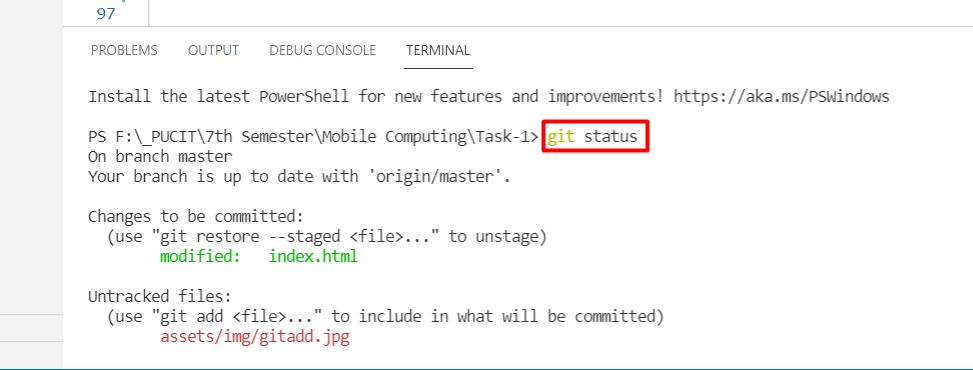 97
PROBLEMS OUTPUT DEBUG CONSOLE TERMINAL
Install the latest PowerShell for new features and improvements! https://aka.ms/PSWindows
PS F:\_PUCIT\7th Semester\Mobile Computing\Task-1> git status
On branch master
Your branch is up to date with 'origin/master'.
Changes to be committed:
(use "git restore --staged <file>..." to unstage)
modified: index.html
Untracked files:
(use "git add <file>..." to include in what will be committed)
assets/img/gitadd.jpg